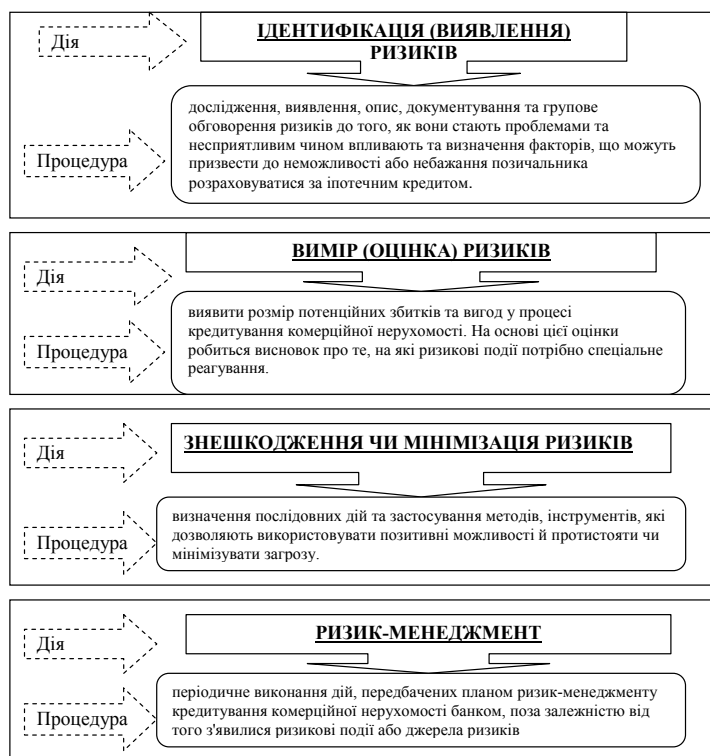 Дія
ІДЕНТИФІКАЦІЯ (ВИЯВЛЕННЯ)
РИЗИКІВ
Процедура
дослідження, виявлення, опис, документування та групове
обговорення ризиків до того, як вони стають проблемами та
несприятливим чином впливають та визначення факторів, що можуть
призвести до неможливості або небажання позичальника
розраховуватися за іпотечним кредитом.
ВИМІР (ОЦІНКА) РИЗИКІВ
Дія
Процедура
виявити розмір потенційних збитків та вигод у процесі
кредитування комерційної нерухомості. На основі цієї оцінки
робиться висновок про те, на які ризикові події потрібно спеціальне
реагування.
Дія
ЗНЕШКОДЖЕННЯ ЧИ МІНІМІЗАЦІЯ РИЗИКІВ
Процедура
визначення послідовних дій та застосування методів, інструментів, які
дозволяють використовувати позитивні можливості й протистояти чи
мінімізувати загрозу.
Дія
РИЗИК-МЕНЕДЖМЕНТ
Процедура
періодичне виконання дій, передбачених планом ризик-менеджменту
кредитування комерційної нерухомості банком, поза залежністю від
того з'явилися ризикові події або джерела ризиків